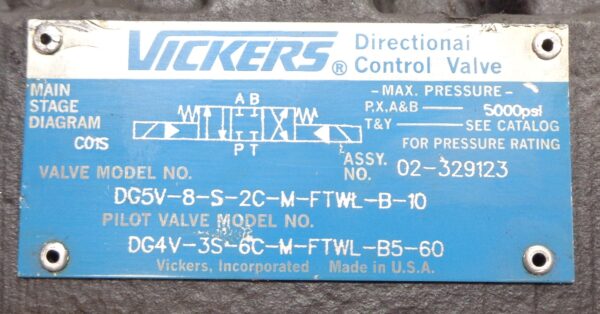 VICKERS® Directional
Control Valve
MAIN
STAGE
DIAGRAM
C01S
A B
P T
–MAX. PRESSURE–
P,X,A&B — 5000psi
T&Y —— SEE CATALOG
FOR PRESSURE RATING
ASSY.
NO. 02-329123
VALVE MODEL NO.
DG5V-8-S-2C-M-FTWL-B-10
PILOT VALVE MODEL NO.
DG4V-3S-6C-M-FTWL-B5-60
Vickers, Incorporated Made in U.S.A.